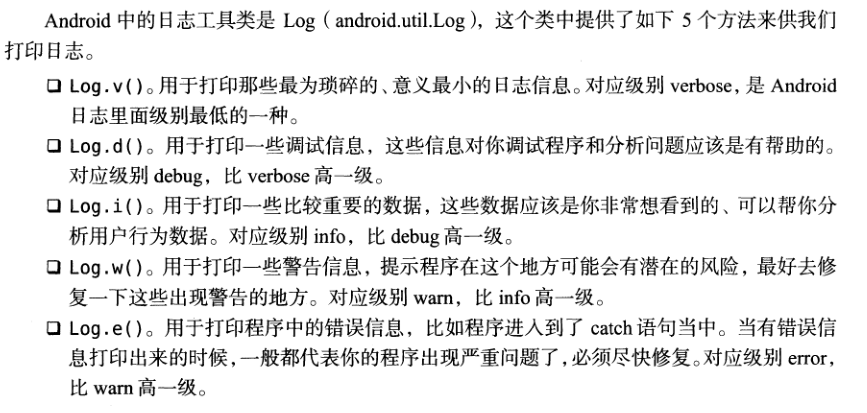 Android 中的日志工具类是 Log（android.util.Log），这个类中提供了如下 5 个方法来供我们
打印日志。
❑ Log.v()。用于打印那些最为琐碎的、意义最小的日志信息。对应级别 verbose，是 Android
日志里面级别最低的一种。
❑ Log.d()。用于打印一些调试信息，这些信息对你调试程序和分析问题应该是有帮助的。
对应级别 debug，比 verbose 高一级。
❑ Log.i()。用于打印一些比较重要的数据，这些数据应该是你非常想看到的、可以帮你分
析用户行为数据。对应级别 info，比 debug 高一级。
❑ Log.w()。用于打印一些警告信息，提示程序在这个地方可能会有潜在的风险，最好去修
复一下这些出现警告的地方。对应级别 warn，比 info 高一级。
❑ Log.e()。用于打印程序中的错误信息，比如程序进入到了 catch 语句当中。当有错误信
息打印出来的时候，一般都代表你的程序出现严重问题了，必须尽快修复。对应级别 error，
比 warn 高一级。